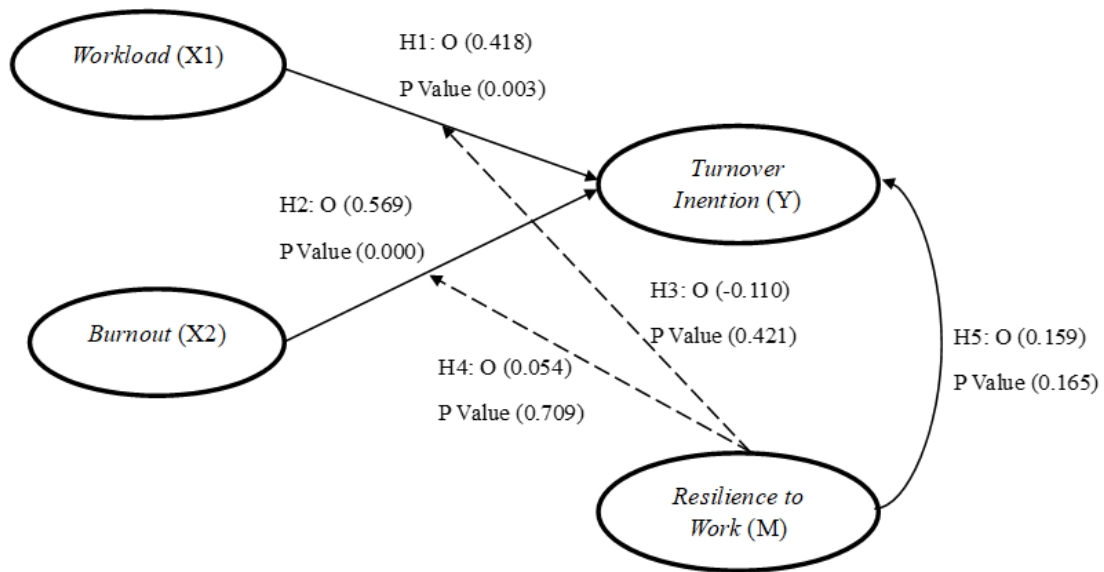 Workload (X1)
H1: O (0.418)
P Value (0.003)
Turnover
Inention (Y)
H2: O (0.569)
P Value (0.000)
Burnout (X2)
H3: O (-0.110)
P Value (0.421)
H4: O (0.054)
P Value (0.709)
H5: O (0.159)
P Value (0.165)
Resilience to
Work (M)